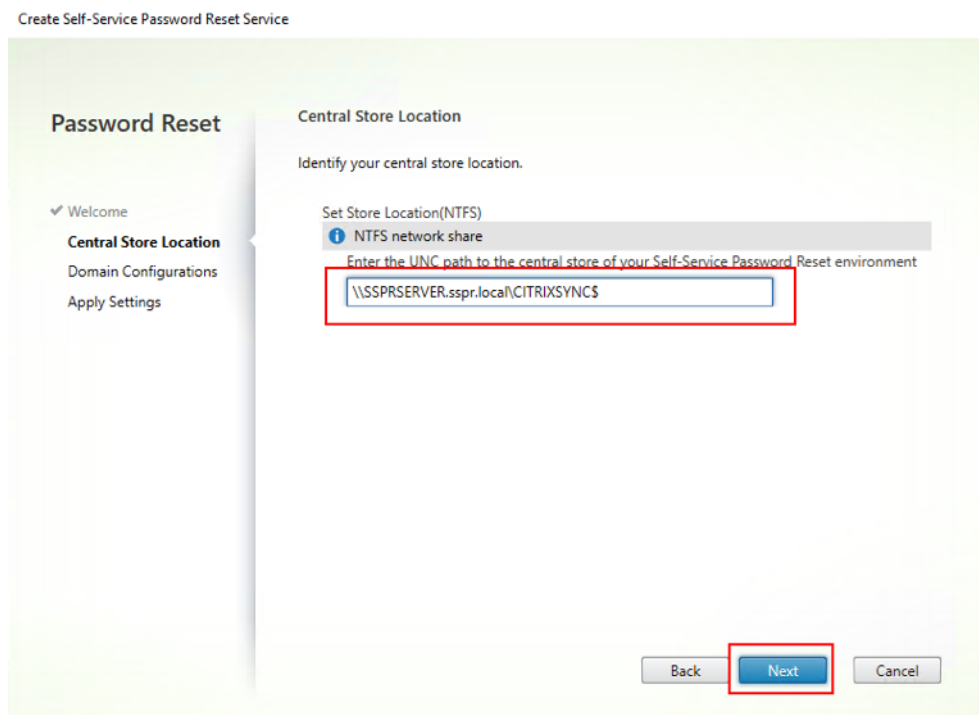 Create Self-Service Password Reset Service
Password Reset
✔ Welcome
Central Store Location
Domain Configurations
Apply Settings
Central Store Location
Identify your central store location.
Set Store Location(NTFS)
NTFS network share
Enter the UNC path to the central store of your Self-Service Password Reset environment
\\SSPRSERVER.sspr.local\CITRIXSYNC$
Back
Next
Cancel